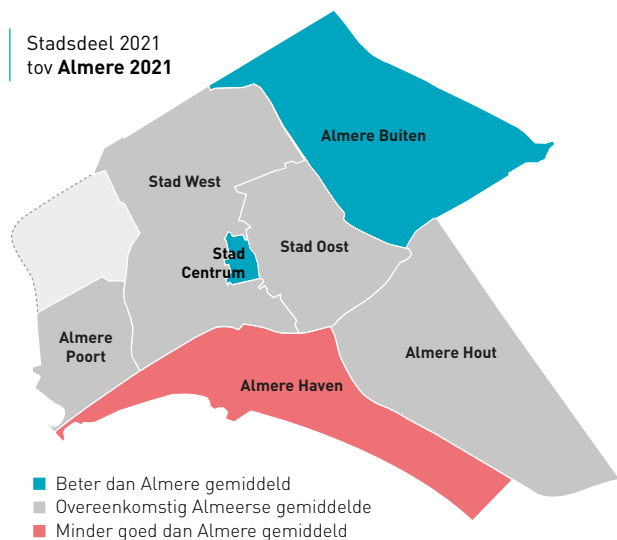 Stadsdeel 2021
tov Almere 2021
Almere Buiten
Stad West
Stad Oost
Stad
Centrum
Almere
Poort
Almere Hout
Almere Haven
Beter dan Almere gemiddeld
Overeenkomstig Almeerse gemiddelde
Minder goed dan Almere gemiddeld